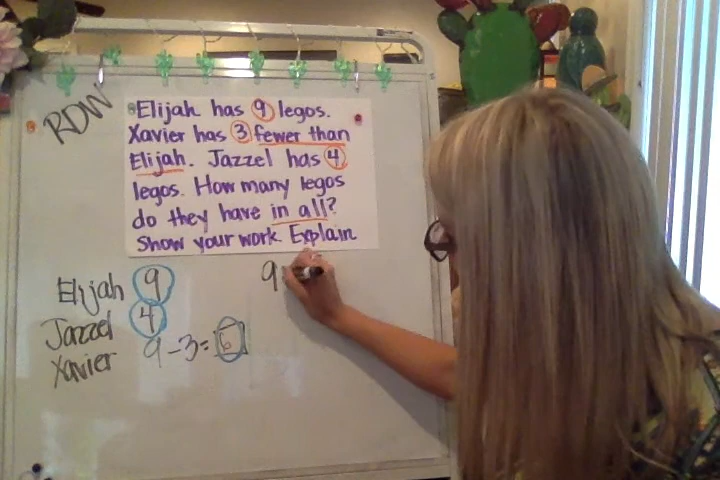 RDW
Elijah has 9 legos.
Xavier has 3 fewer than
Elijah. Jazzel has 4
legos. How many legos
do they have in all?
Show your work. Explain
Elijah 9
Jazzel 4
Xavier 9-3=6
9